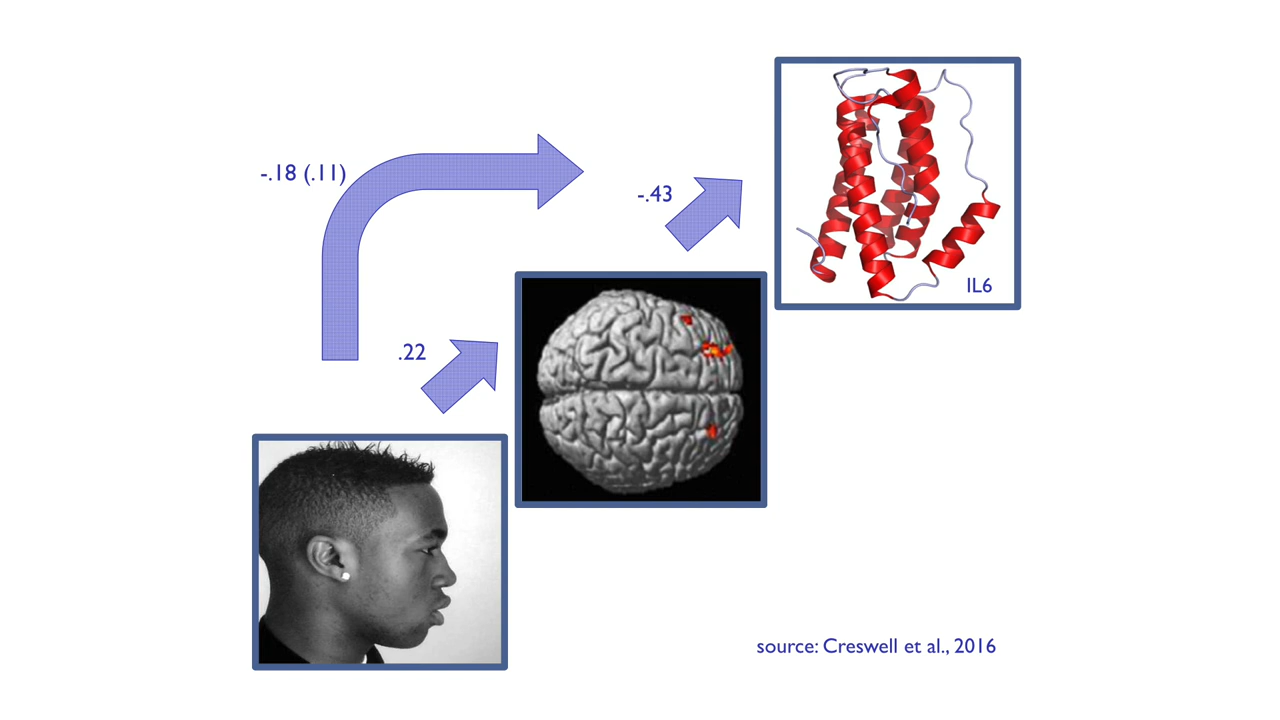 -.18 (.11)
-.43
IL6
.22
source: Creswell et al., 2016